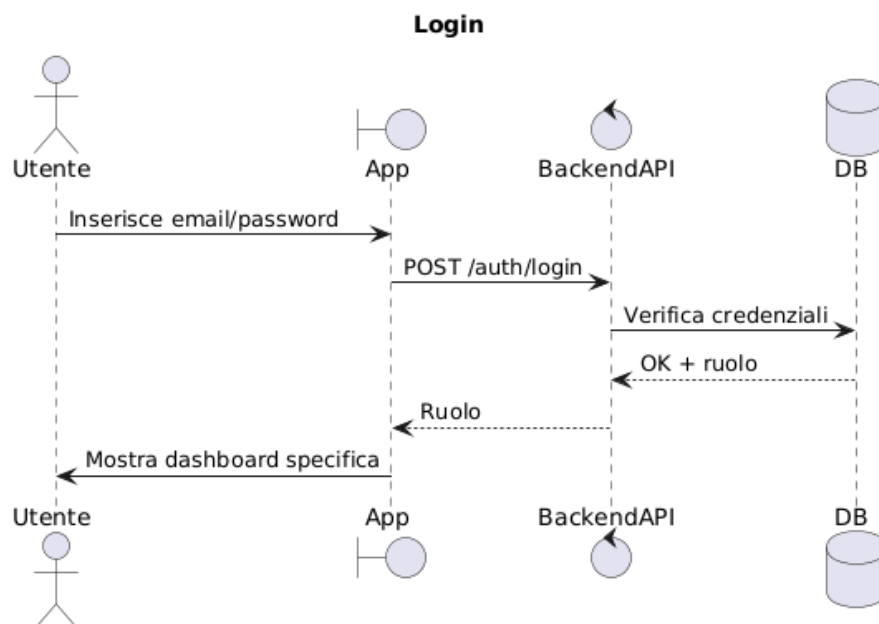 Login
Utente App BackendAPI DB
Inserisce email/password
POST /auth/login
Verifica credenziali
OK + ruolo
Ruolo
Mostra dashboard specifica
Utente App BackendAPI DB